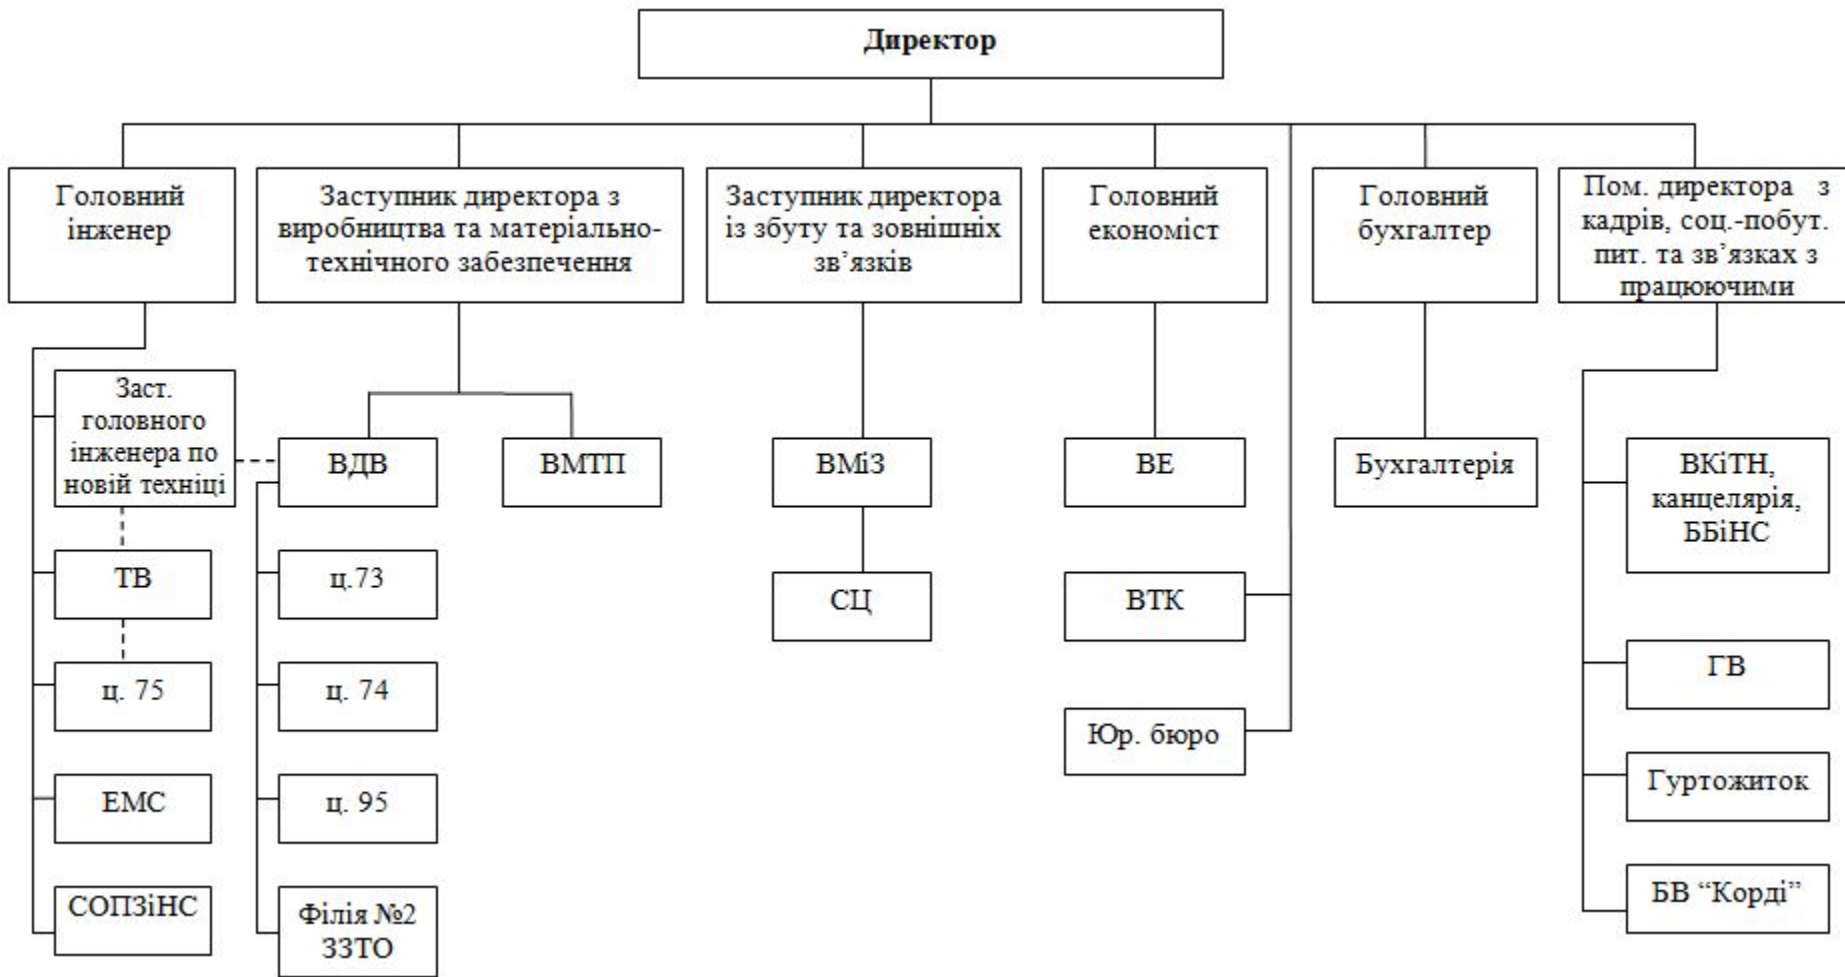 Директор
Головний
інженер
Заступник директора з
виробництва та матеріально-
технічного забезпечення
Заступник директора
із збуту та зовнішніх
зв’язків
Головний
економіст
Головний
бухгалтер
Пом. директора з
кадрів, соц.-побут.
пит. та зв’язках з
працюючими
Заст.
головного
інженера по
новій техніці
ВДВ
ВМТП
ВМіЗ
ВЕ
Бухгалтерія
ВКіТН,
канцелярія,
ББіНС
ТВ
ц.73
СЦ
ВТК
ц. 75
ц. 74
Юр. бюро
ГВ
ЕМС
ц. 95
Гуртожиток
СОПЗіНС
Філія №2
ЗЗТО
БВ “Корді”